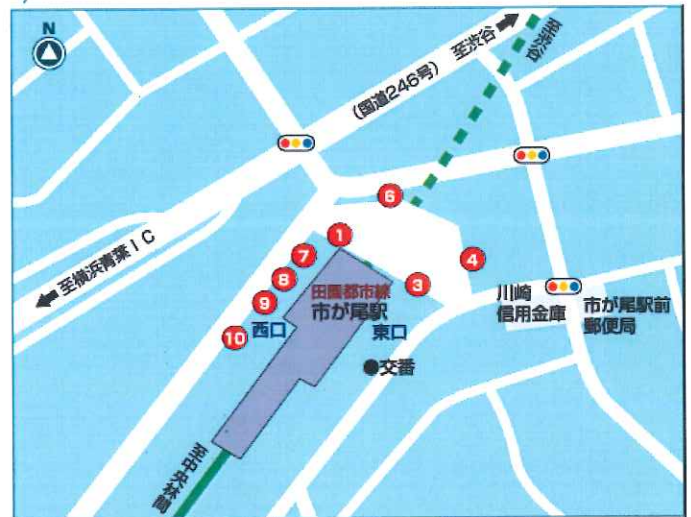 N
至渋谷
(国道246号)
至渋谷
6
1
7
4
8
3
至横浜青葉IC
9
田園都市線
市が尾駅
川崎
信用金庫
市が尾駅前
郵便局
10
西口
東口
●交番
至中央林間